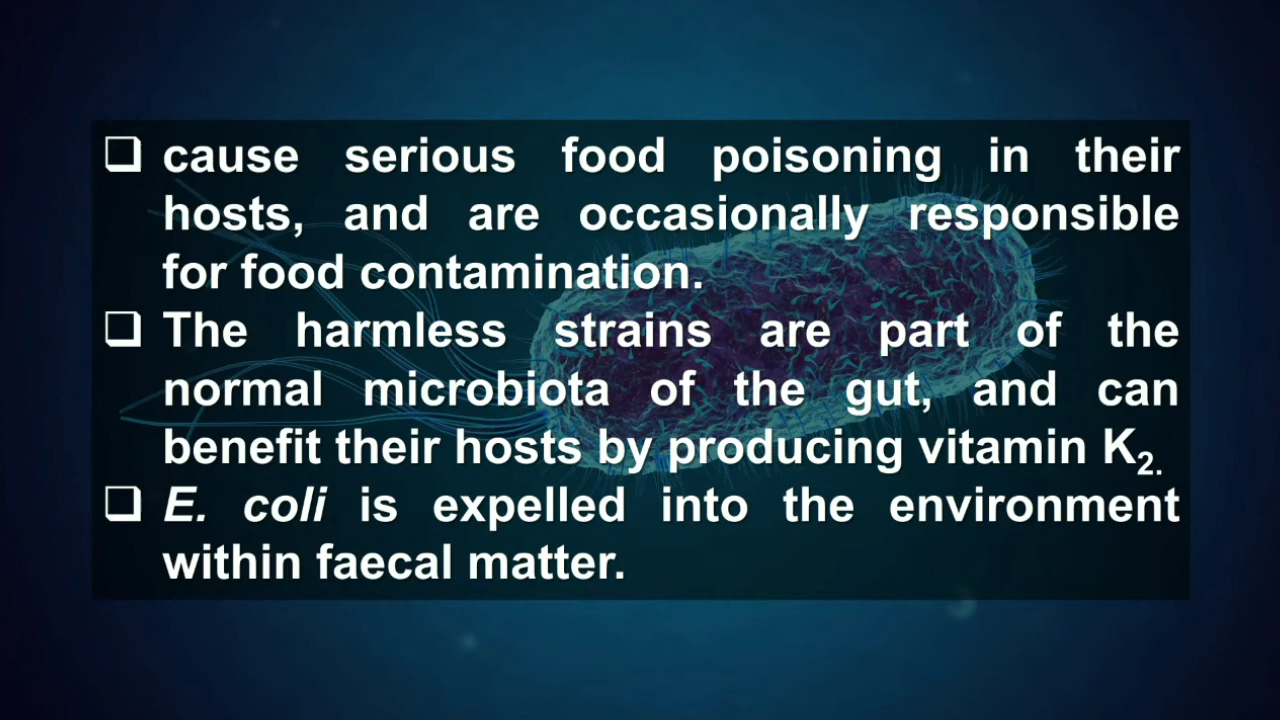 ❑ cause serious food poisoning in their
hosts, and are occasionally responsible
for food contamination.
❑ The harmless strains are part of the
normal microbiota of the gut, and can
benefit their hosts by producing vitamin K₂.
❑ E. coli is expelled into the environment
within faecal matter.